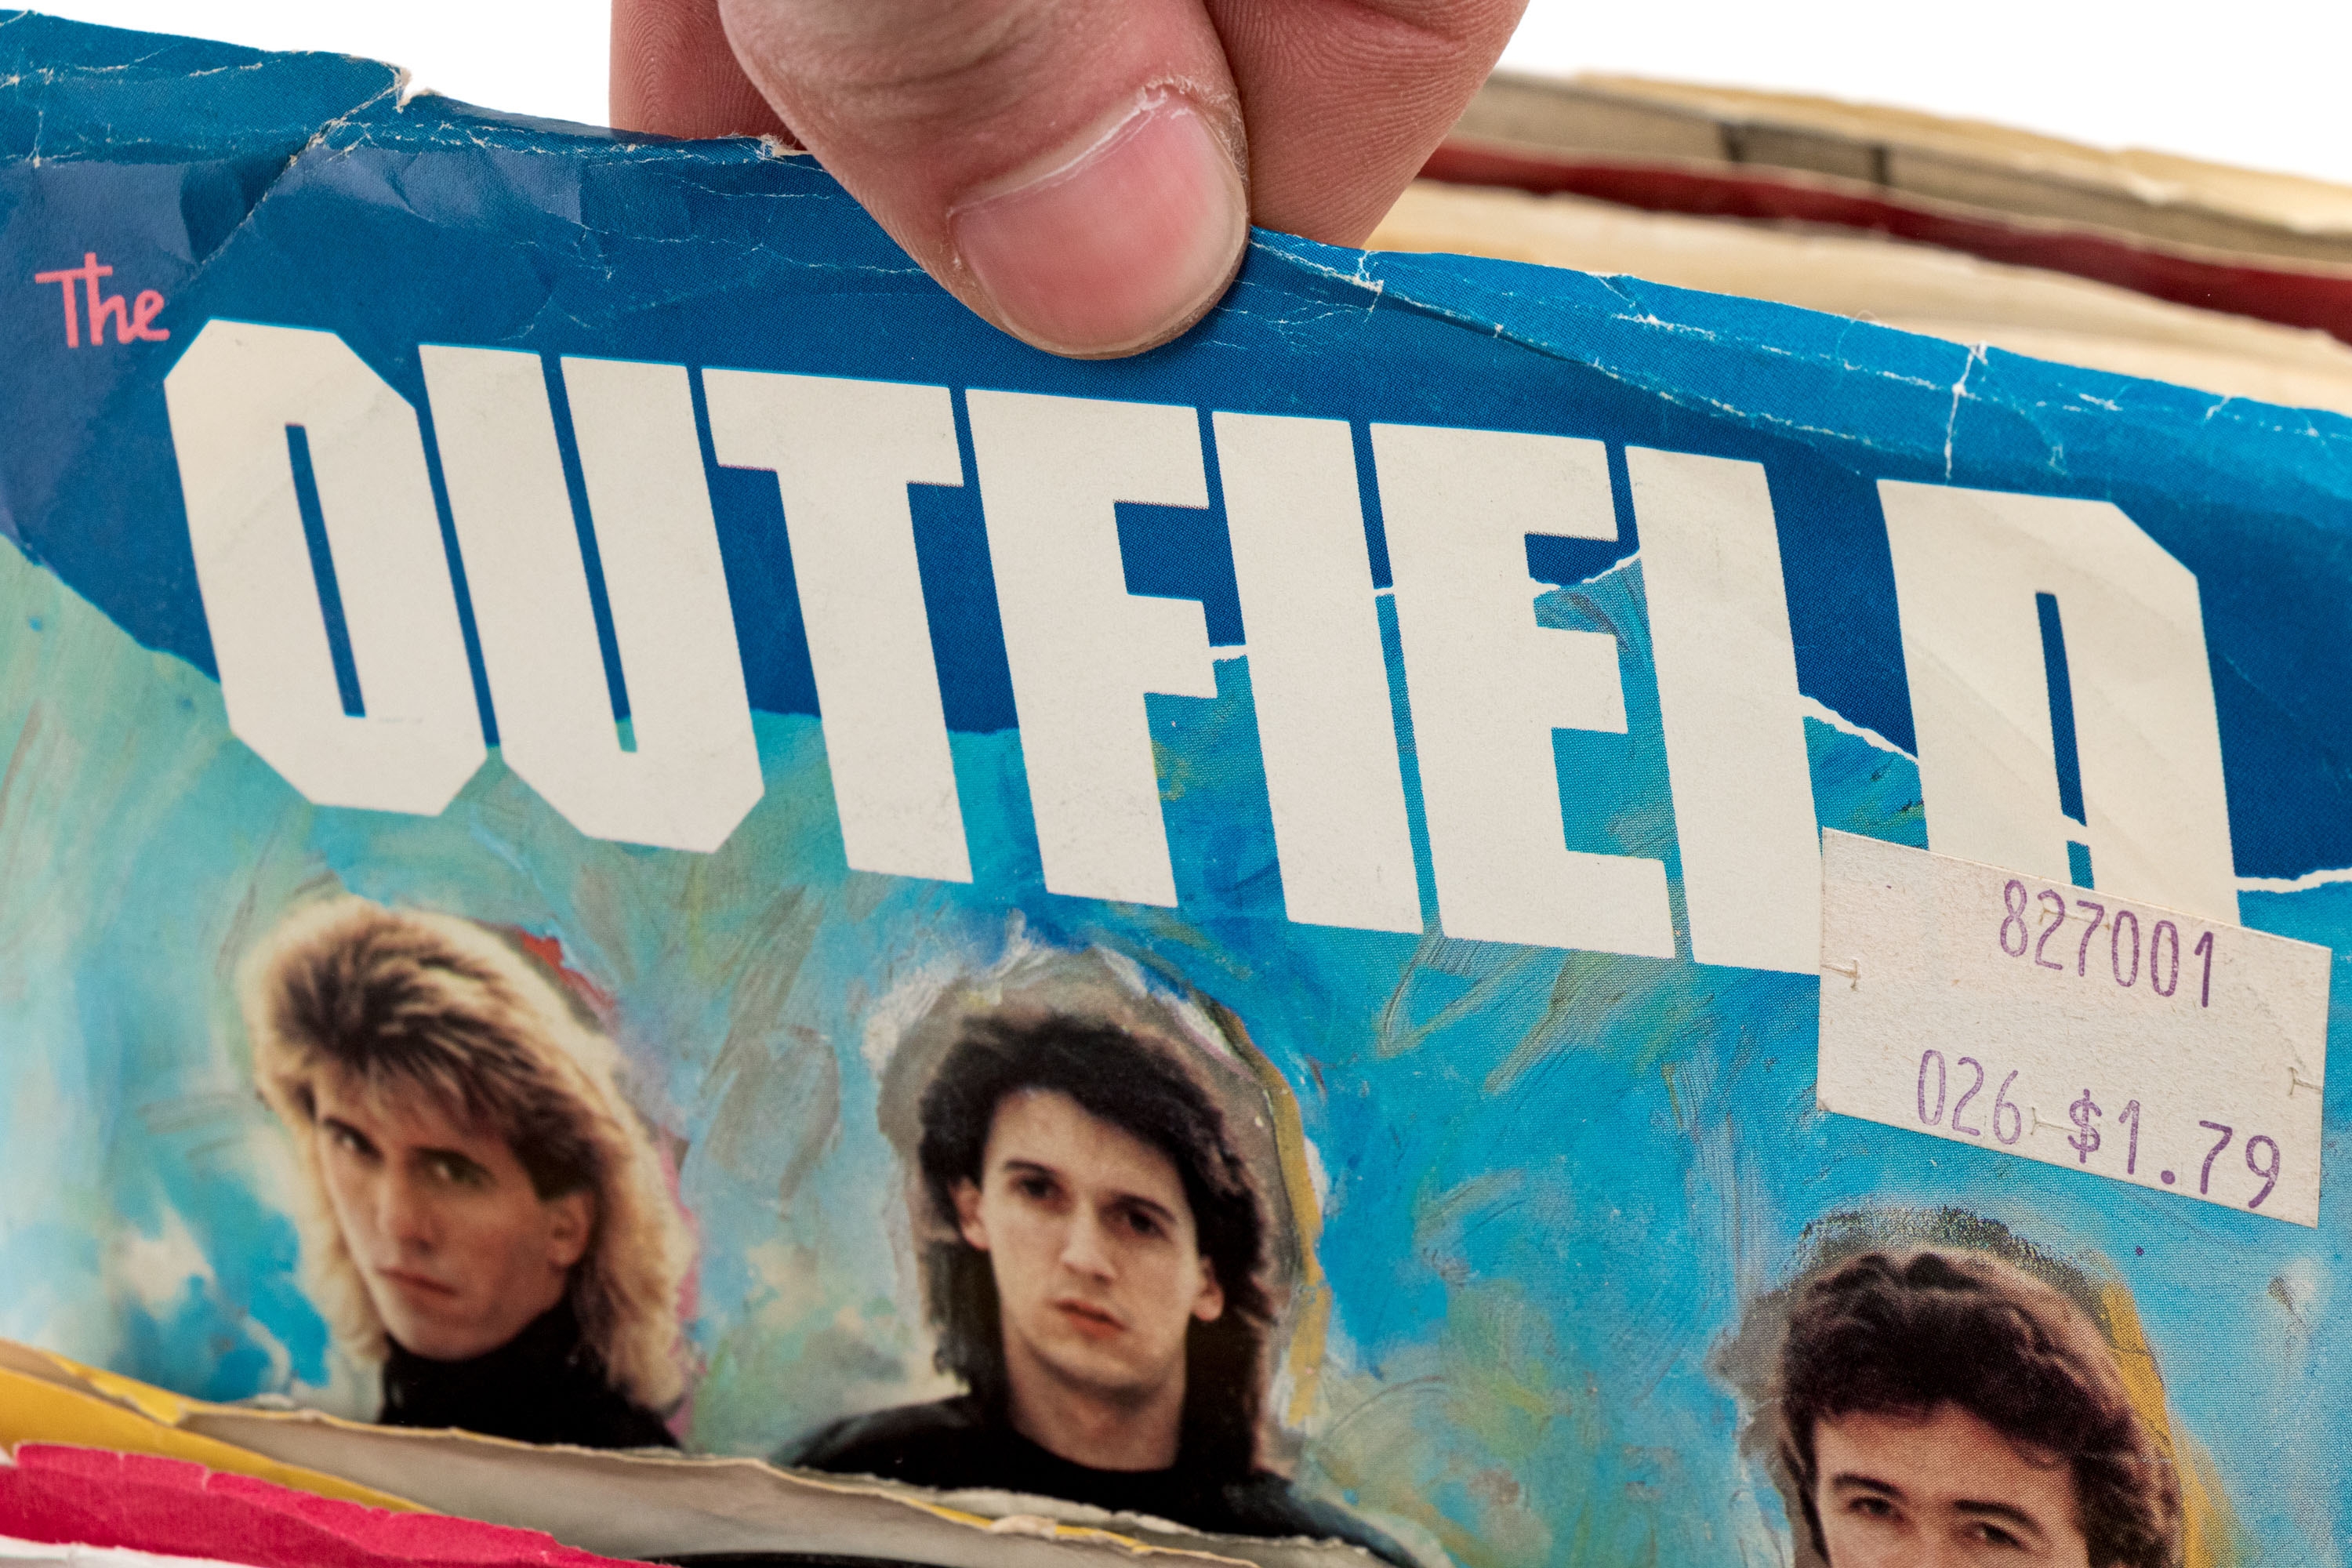 The
OUTFIELD
827001
026 $1.79